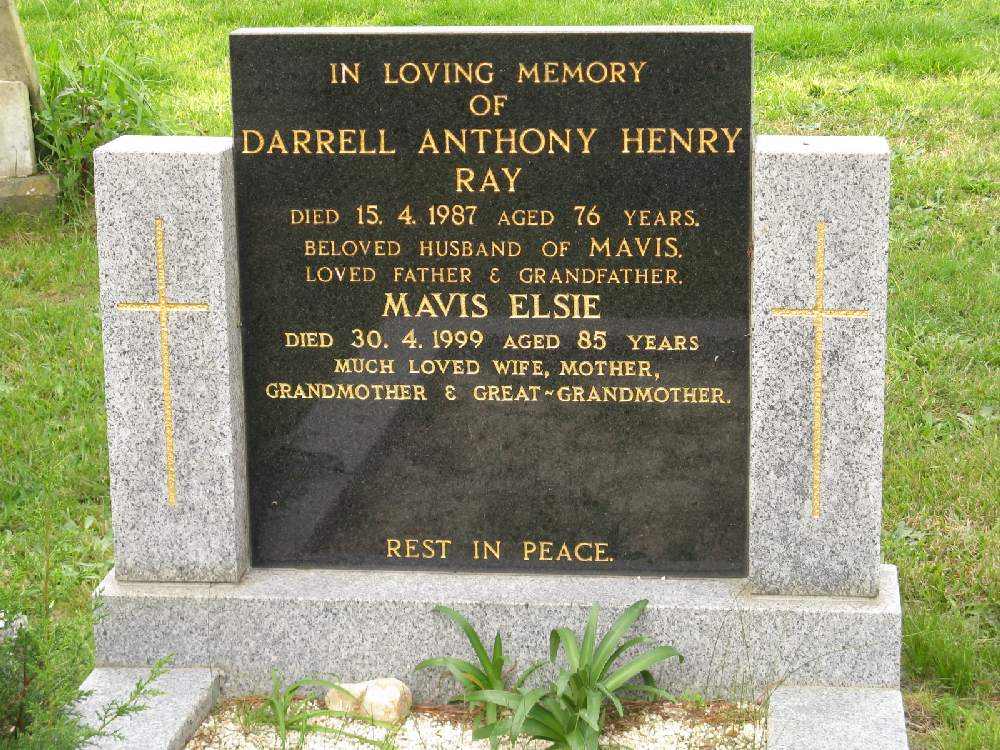 IN LOVING MEMORY
OF
DARRELL ANTHONY HENRY
RAY
DIED 15. 4. 1987 AGED 76 YEARS.
BELOVED HUSBAND OF MAVIS.
LOVED FATHER & GRANDFATHER.
MAVIS ELSIE
DIED 30. 4. 1999 AGED 85 YEARS
MUCH LOVED WIFE, MOTHER,
GRANDMOTHER & GREAT~GRANDMOTHER.
REST IN PEACE.